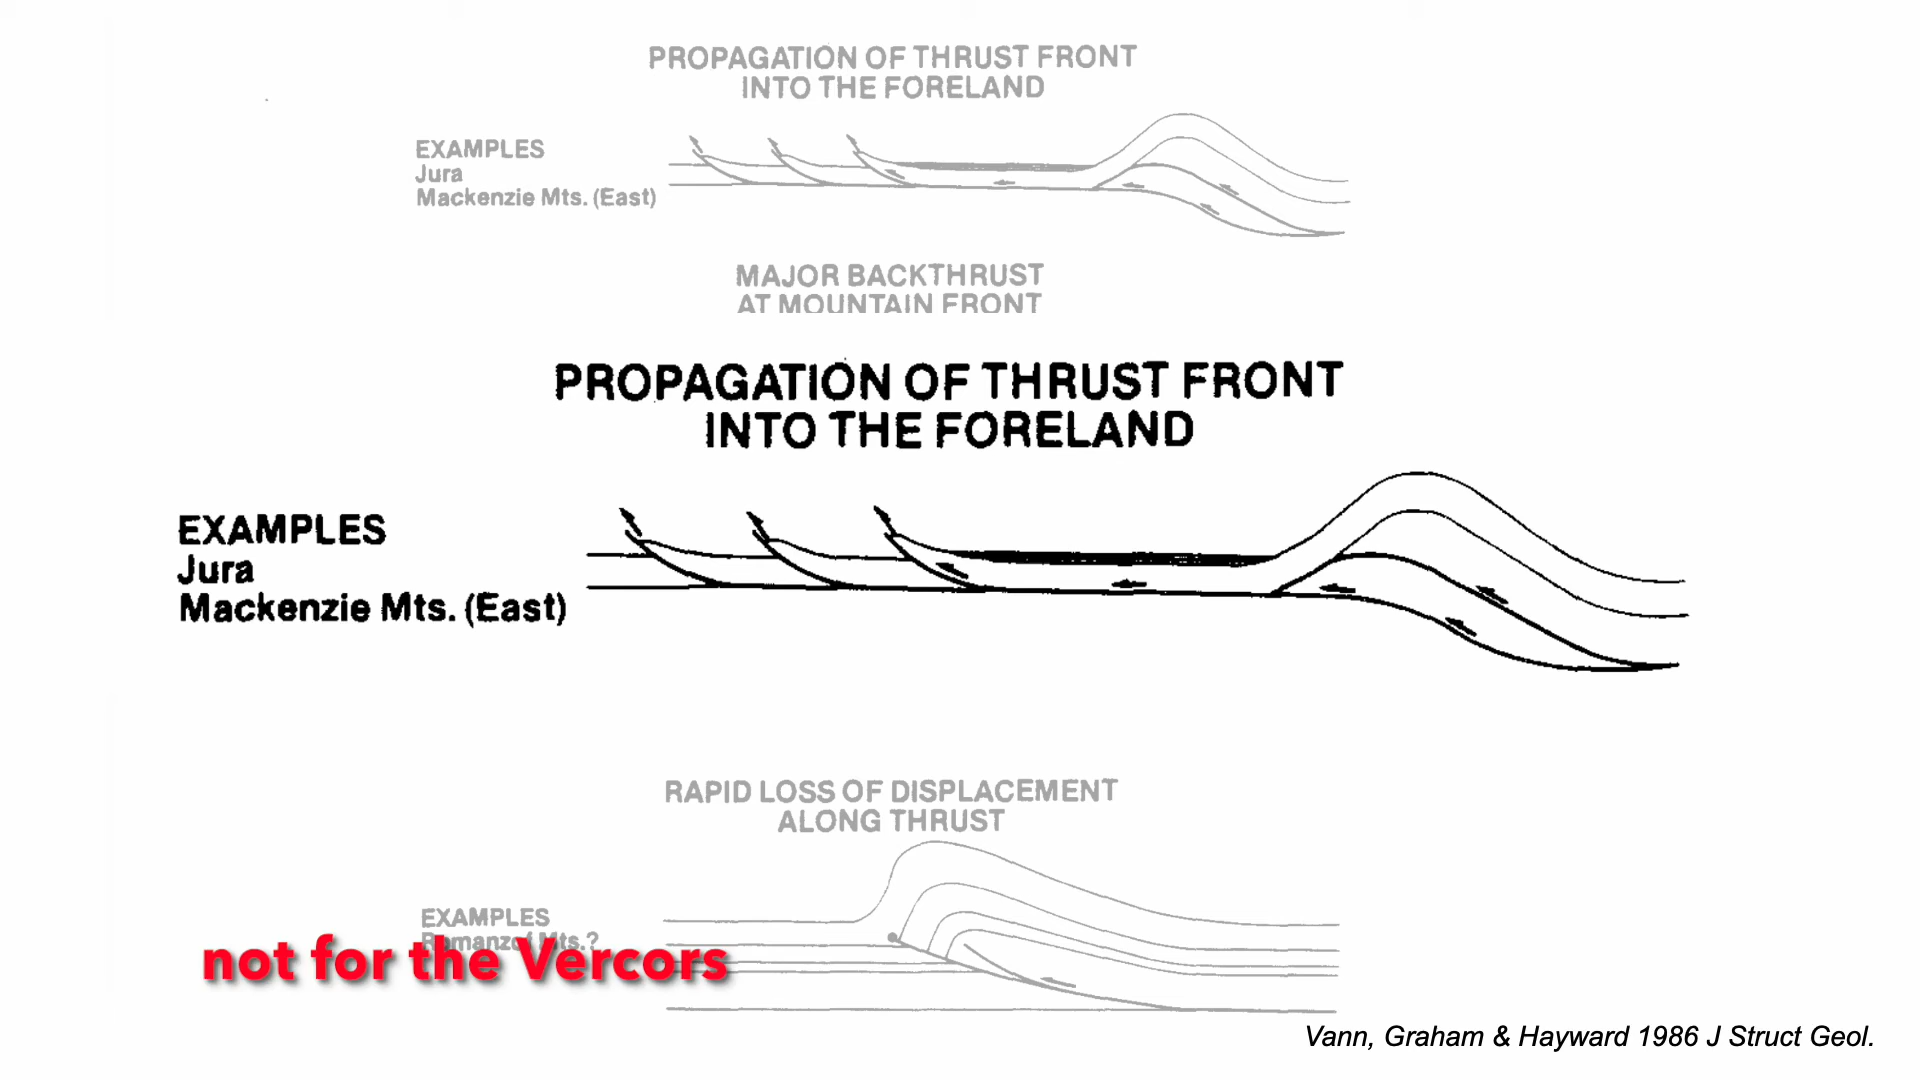 PROPAGATION OF THRUST FRONT
INTO THE FORELAND
EXAMPLES
Jura
Mackenzie Mts. (East)
MAJOR BACKTHRUST
AT MOUNTAIN FRONT
PROPAGATION OF THRUST FRONT
INTO THE FORELAND
EXAMPLES
Jura
Mackenzie Mts. (East)
RAPID LOSS OF DISPLACEMENT
ALONG THRUST
EXAMPLES
Romanzof Mts.?
not for the Vercors
Vann, Graham & Hayward 1986 J Struct Geol.